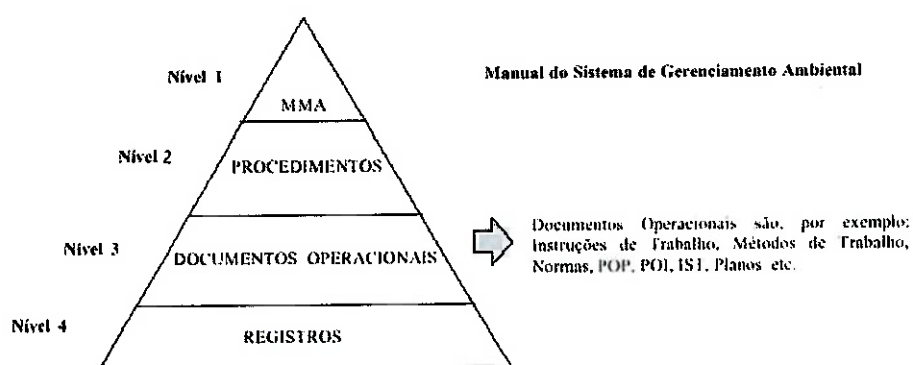 Nível 1
Manual do Sistema de Gerenciamento Ambiental
MMA
Nível 2
PROCEDIMENTOS
Nível 3
DOCUMENTOS OPERACIONAIS
Documentos Operacionais são, por exemplo:
Instruções de Trabalho, Métodos de Trabalho,
Normas, POP, POI, IST, Planos etc.
Nível 4
REGISTROS